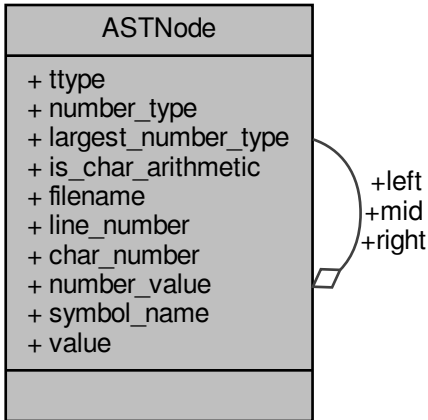 ASTNode
+ ttype
+ number_type
+ largest_number_type
+ is_char_arithmetic
+ filename
+ line_number
+ char_number
+ number_value
+ symbol_name
+ value
+left
+mid
+right